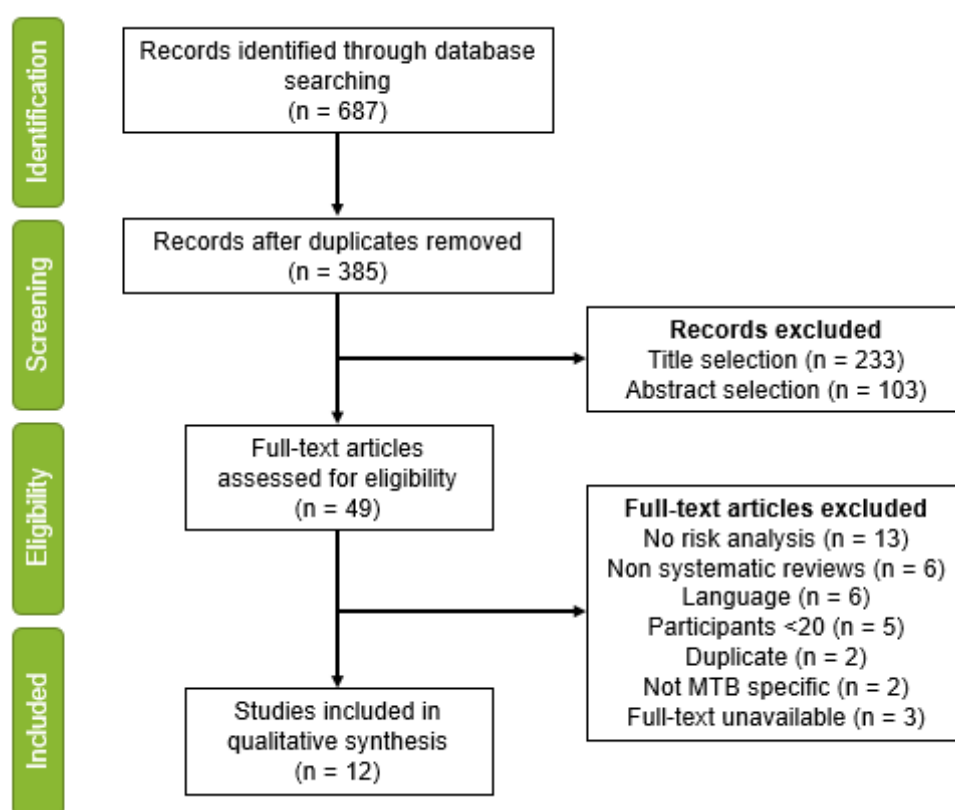 Identification
Records identified through database
searching
(n = 687)
Screening
Records after duplicates removed
(n = 385)
Records excluded
Title selection (n = 233)
Abstract selection (n = 103)
Eligibility
Full-text articles
assessed for eligibility
(n = 49)
Full-text articles excluded
No risk analysis (n = 13)
Non systematic reviews (n = 6)
Language (n = 6)
Participants <20 (n = 5)
Duplicate (n = 2)
Not MTB specific (n = 2)
Full-text unavailable (n = 3)
Included
Studies included in
qualitative synthesis
(n = 12)